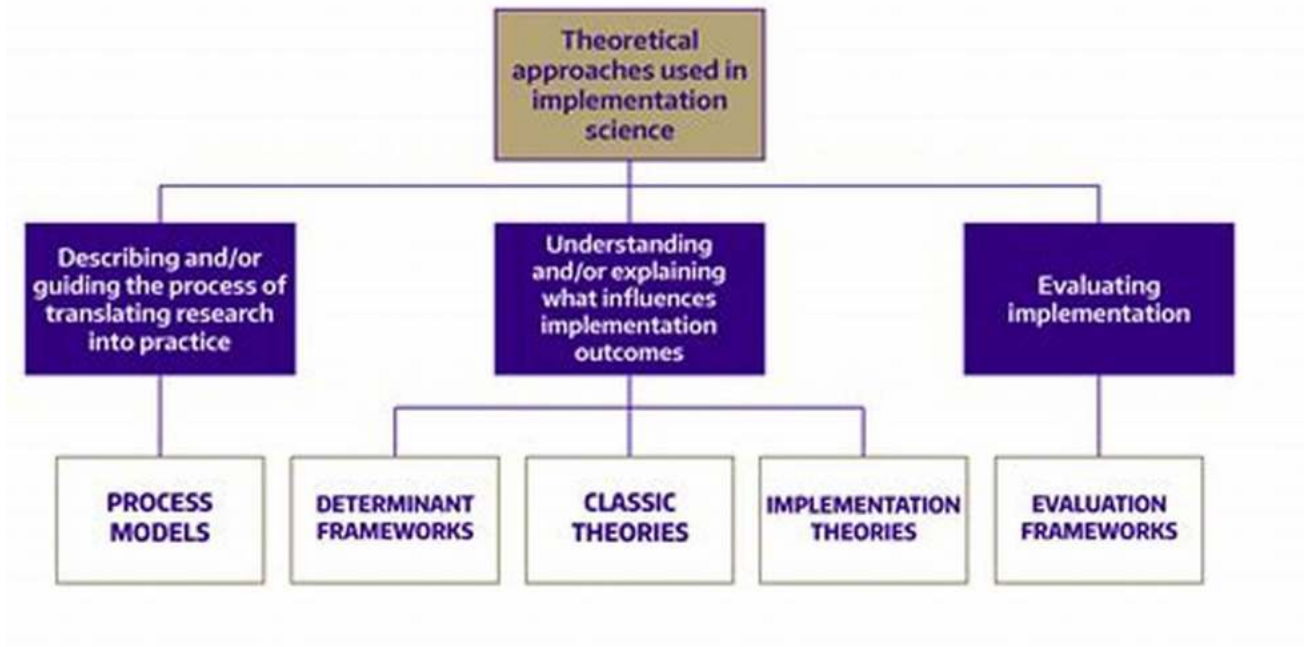 Theoretical
approaches used in
implementation
science
Describing and/or
guiding the process of
translating research
into practice
Understanding
and/or explaining
what influences
implementation
outcomes
Evaluating
implementation
PROCESS
MODELS
DETERMINANT
FRAMEWORKS
CLASSIC
THEORIES
IMPLEMENTATION
THEORIES
EVALUATION
FRAMEWORKS